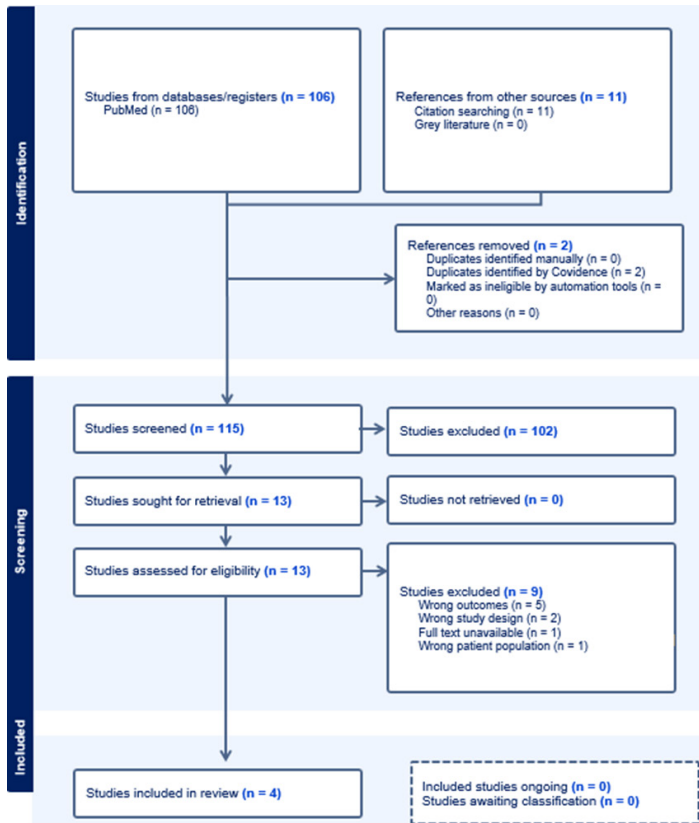 Identification
Studies from databases/registers (n = 106)
PubMed (n = 106)
References from other sources (n = 11)
Citation searching (n = 11)
Grey literature (n = 0)
References removed (n = 2)
Duplicates identified manually (n = 0)
Duplicates identified by Covidence (n = 2)
Marked as ineligible by automation tools (n =
0)
Other reasons (n = 0)
Screening
Studies screened (n = 115)
Studies excluded (n = 102)
Studies sought for retrieval (n = 13)
Studies not retrieved (n = 0)
Studies assessed for eligibility (n = 13)
Studies excluded (n = 9)
Wrong outcomes (n = 5)
Wrong study design (n = 2)
Full text unavailable (n = 1)
Wrong patient population (n = 1)
Included
Studies included in review (n = 4)
Included studies ongoing (n = 0)
Studies awaiting classification (n = 0)